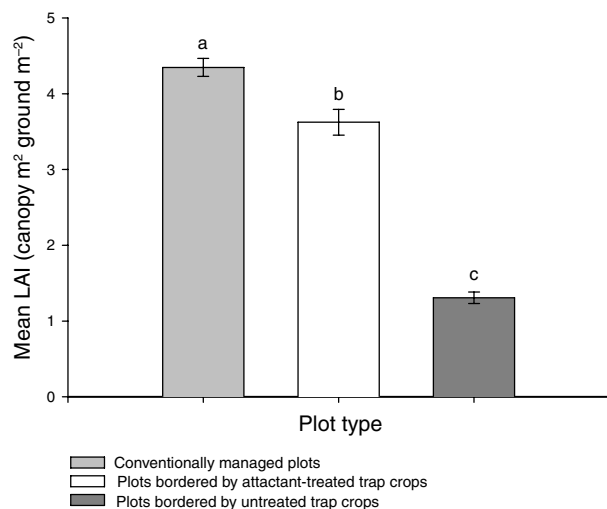 5
a
b
4
3
2
c
1
0
Mean LAI (canopy m² ground m⁻²)
Plot type
Conventionally managed plots
Plots bordered by attactant-treated trap crops
Plots bordered by untreated trap crops